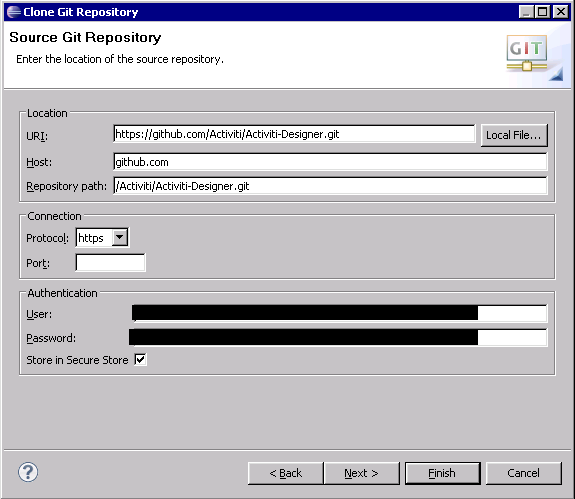 Clone Git Repository
Source Git Repository
Enter the location of the source repository.
GIT
Location
URI: https://github.com/Activiti/Activiti-Designer.git Local File...
Host: github.com
Repository path: /Activiti/Activiti-Designer.git
Connection
Protocol: https
Port:
Authentication
User:
Password:
Store in Secure Store
? < Back Next > Finish Cancel